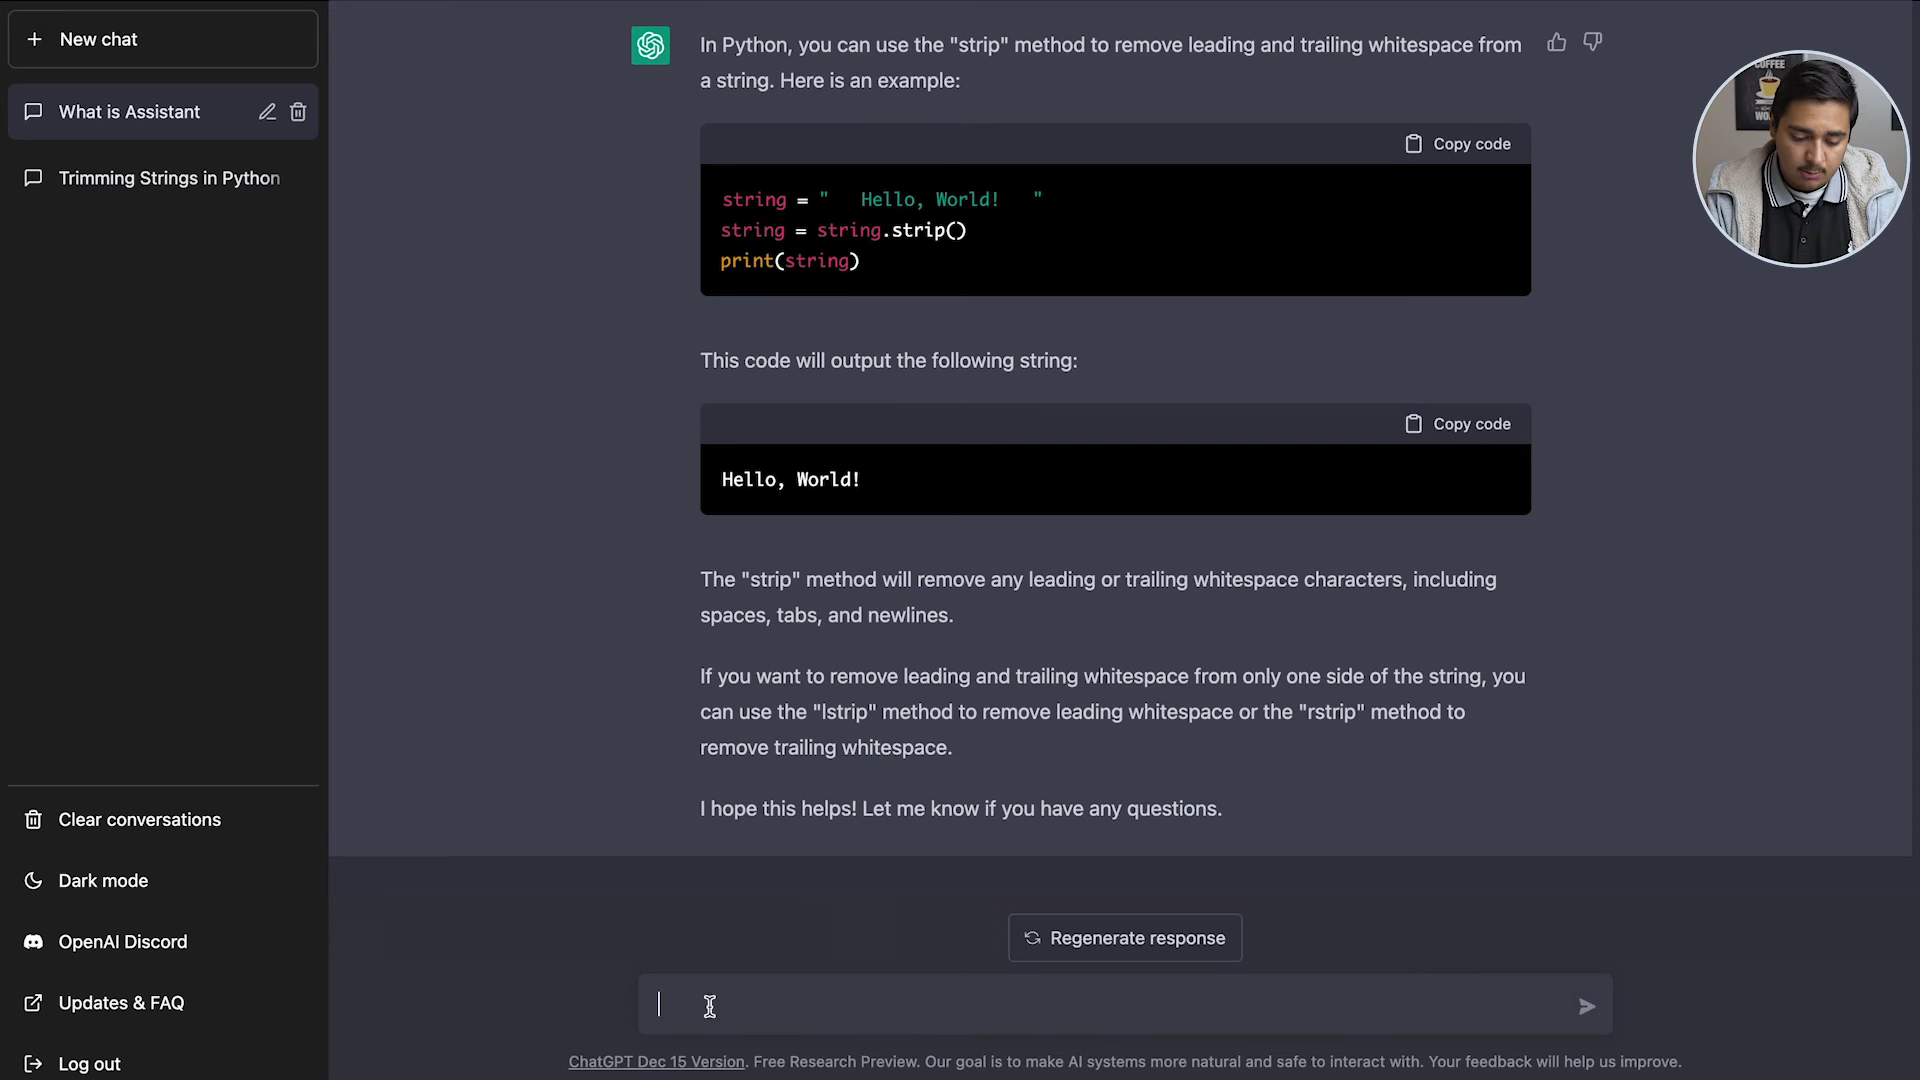 New chat
What is Assistant
Trimming Strings in Python
Clear conversations
Dark mode
OpenAI Discord
Updates & FAQ
Log out
In Python, you can use the "strip" method to remove leading and trailing whitespace from
a string. Here is an example:
Copy code
string = "   Hello, World!   "
string = string.strip()
print(string)
This code will output the following string:
Copy code
Hello, World!
The "strip" method will remove any leading or trailing whitespace characters, including
spaces, tabs, and newlines.
If you want to remove leading and trailing whitespace from only one side of the string, you
can use the "lstrip" method to remove leading whitespace or the "rstrip" method to
remove trailing whitespace.
I hope this helps! Let me know if you have any questions.
Regenerate response
ChatGPT Dec 15 Version. Free Research Preview. Our goal is to make AI systems more natural and safe to interact with. Your feedback will help us improve.
COFFEE